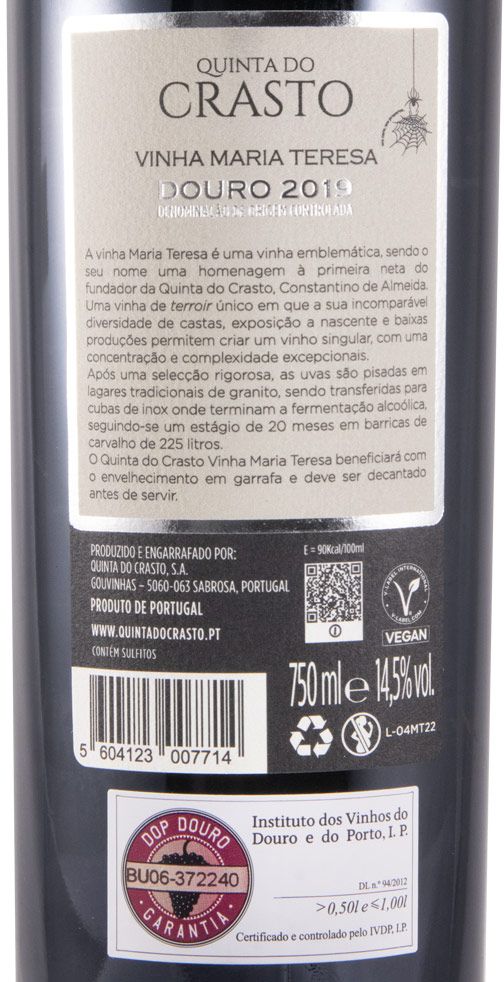 QUINTA DO
CRASTO
VINHA MARIA TERESA
DOURO 2019
DENOMINAÇÃO DE ORIGEM CONTROLADA
A vinha Maria Teresa é uma vinha emblemática, sendo o
seu nome uma homenagem à primeira neta do
fundador da Quinta do Crasto, Constantino de Almeida.
Uma vinha de terroir único em que a sua incomparável
diversidade de castas, exposição a nascente e baixas
produções permitem criar um vinho singular, com uma
concentração e complexidade excepcionais.
Após uma selecção rigorosa, as uvas são pisadas em
lagares tradicionais de granito, sendo transferidas para
cubas de inox onde terminam a fermentação alcoólica,
seguindo-se um estágio de 20 meses em barricas de
carvalho de 225 litros.
O Quinta do Crasto Vinha Maria Teresa beneficiará com
o envelhecimento em garrafa e deve ser decantado
antes de servir.
PRODUZIDO E ENGARRAFADO POR:
QUINTA DO CRASTO, S.A.
GOUVINHAS – 5060-063 SABROSA, PORTUGAL
PRODUTO DE PORTUGAL
WWW.QUINTADOCRASTO.PT
CONTÉM SULFITOS
E = 90Kcal/100ml
V-LABEL INTERNATIONAL
V-LABEL.COM
VEGAN
750 ml e 14,5% vol.
L-04MT22
5 604123 007714
DOP DOURO
BU06-372240
GARANTIA
Instituto dos Vinhos do
Douro e do Porto, I. P.
DL n.º 94/2012
>0,50l e ≤1,00l
Certificado e controlado pelo IVDP, I.P.